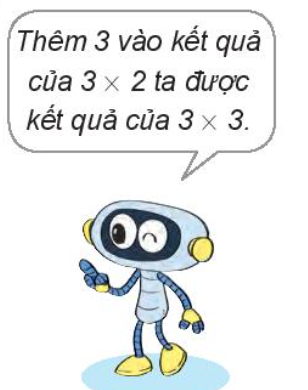 Thêm 3 vào kết quả
của 3 × 2 ta được
kết quả của 3 × 3.